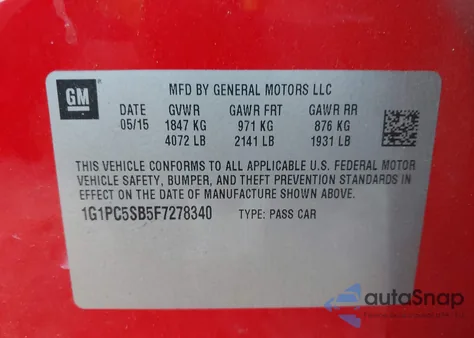 GM
MFD BY GENERAL MOTORS LLC
DATE GVWR GAWR FRT GAWR RR
05/15 1847 KG 971 KG 876 KG
4072 LB 2141 LB 1931 LB
THIS VEHICLE CONFORMS TO ALL APPLICABLE U.S. FEDERAL MOTOR
VEHICLE SAFETY, BUMPER, AND THEFT PREVENTION STANDARDS
IN EFFECT ON THE DATE OF MANUFACTURE SHOWN ABOVE.
1G1PC5SB5F7278340 TYPE: PASS CAR
autoSnap